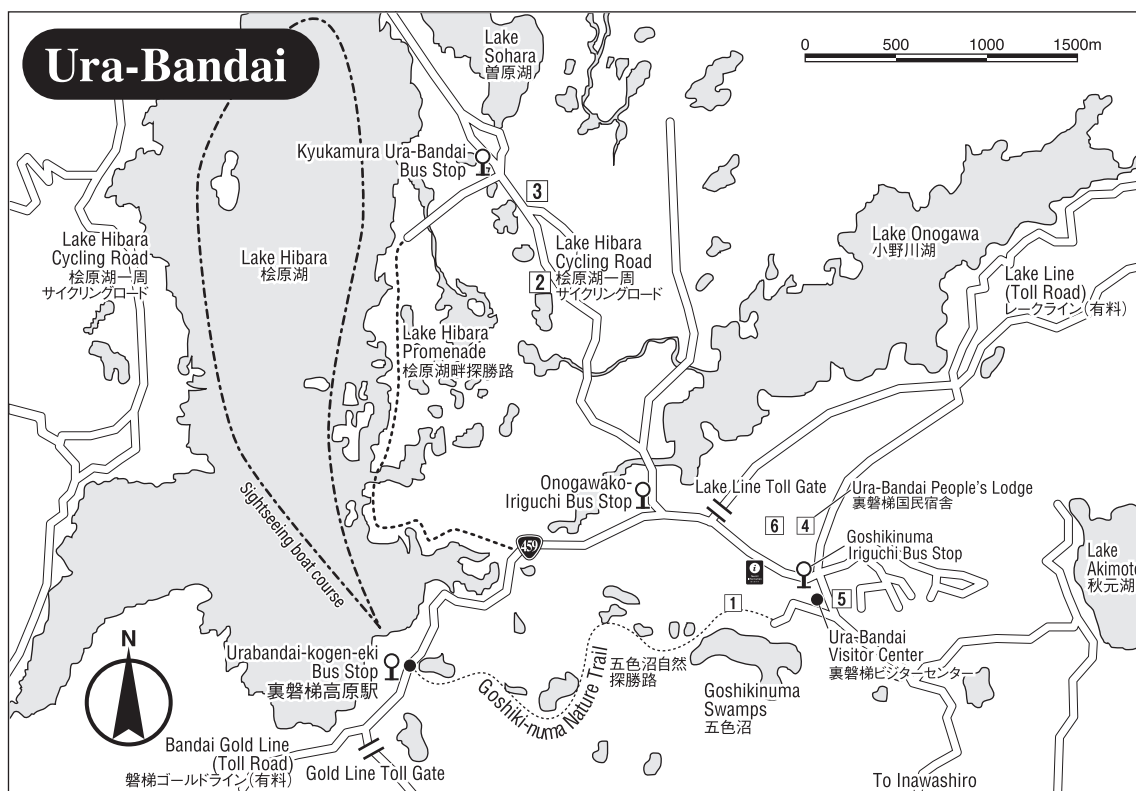 Ura-Bandai
Lake
Sohara
曽原湖
0 500 1000 1500m
Kyukamura Ura-Bandai
Bus Stop
3
Lake Hibara
Cycling Road
桧原湖一周
サイクリングロード
Lake Hibara
桧原湖
Lake Hibara
Cycling Road
桧原湖一周
サイクリングロード
2
Lake Onogawa
小野川湖
Lake Line
(Toll Road)
レークライン(有料)
Lake Hibara
Promenade
桧原湖畔探勝路
Sightseeing boat course
Onogawako-
Iriguchi Bus Stop
Lake Line Toll Gate
Ura-Bandai People's Lodge
裏磐梯国民宿舎
6
4
459
Goshikinuma
Iriguchi Bus Stop
i
Lake
Akimoto
秋元湖
1
5
Ura-Bandai
Visitor Center
裏磐梯ビジターセンター
N
Urabandai-kogen-eki
Bus Stop
裏磐梯高原駅
Goshiki-numa Nature Trail
五色沼自然
探勝路
Goshikinuma
Swamps
五色沼
Bandai Gold Line
(Toll Road)
磐梯ゴールドライン(有料)
Gold Line Toll Gate
To Inawashiro